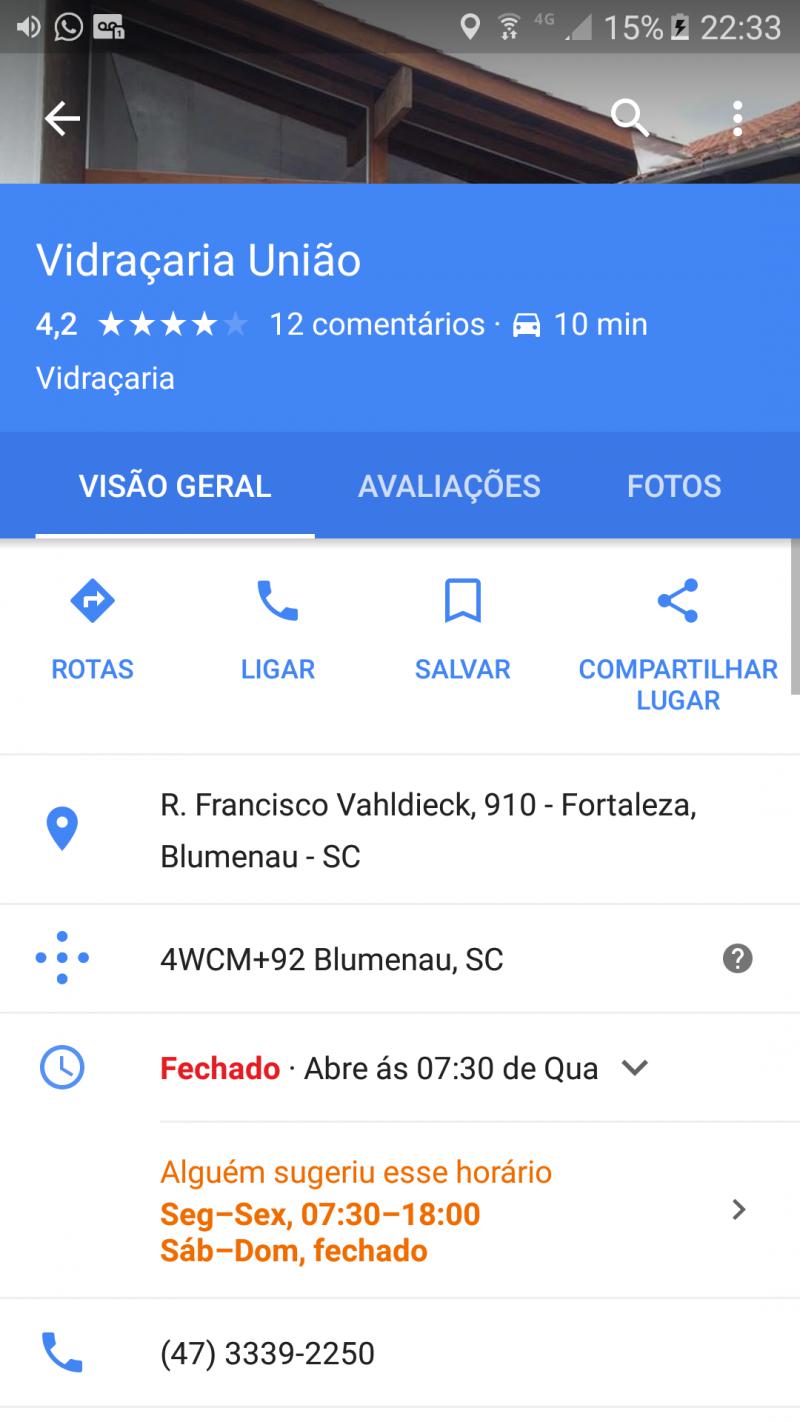 4G 15% 22:33
Vidraçaria União
4,2 12 comentários · 10 min
Vidraçaria
VISÃO GERAL AVALIAÇÕES FOTOS
ROTAS LIGAR SALVAR COMPARTILHAR LUGAR
R. Francisco Vahldieck, 910 - Fortaleza,
Blumenau - SC
4WCM+92 Blumenau, SC
Fechado · Abre ás 07:30 de Qua
Alguém sugeriu esse horário
Seg–Sex, 07:30–18:00
Sáb–Dom, fechado
(47) 3339-2250